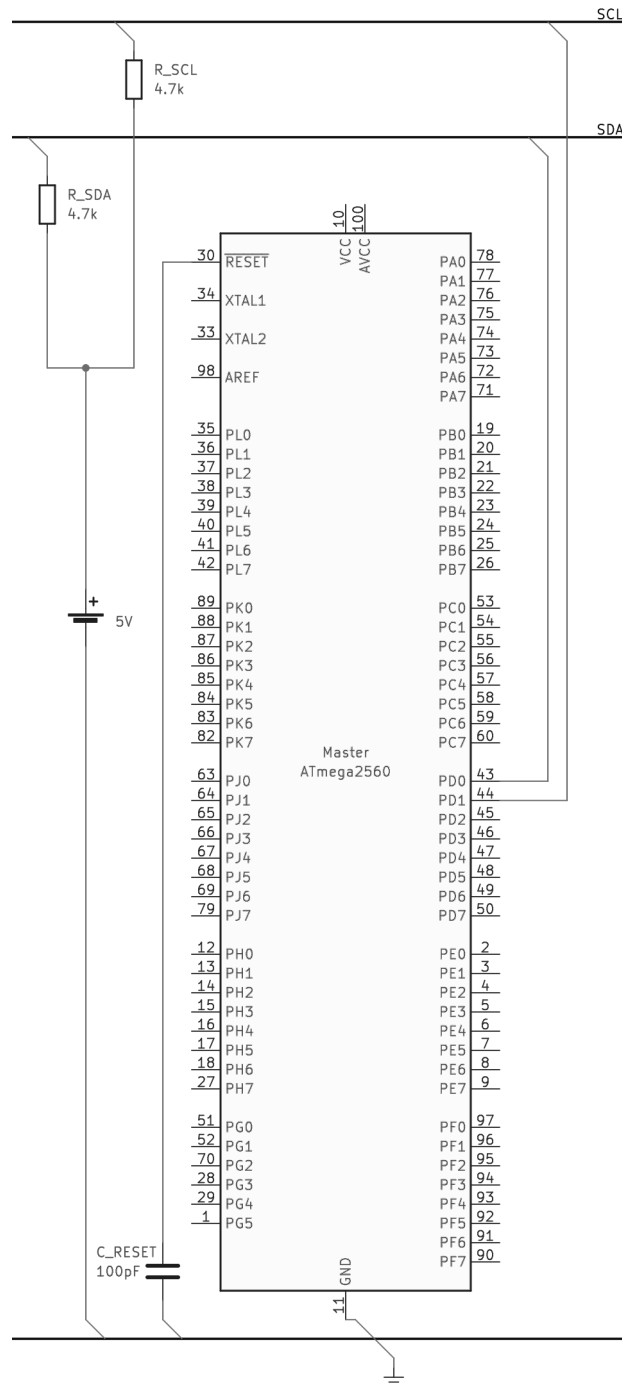 SCL
R_SCL
4.7k
SDA
R_SDA
4.7k
10 100
VCC AVCC
30 RESET PA0 78
PA1 77
34 XTAL1 PA2 76
PA3 75
33 XTAL2 PA4 74
PA5 73
98 AREF PA6 72
PA7 71
35 PL0 PB0 19
36 PL1 PB1 20
37 PL2 PB2 21
38 PL3 PB3 22
39 PL4 PB4 23
40 PL5 PB5 24
41 PL6 PB6 25
42 PL7 PB7 26
89 PK0 PC0 53
+
5V
88 PK1 PC1 54
87 PK2 PC2 55
86 PK3 PC3 56
85 PK4 PC4 57
84 PK5 PC5 58
83 PK6 PC6 59
82 PK7 PC7 60
Master
ATmega2560
63 PJ0 PD0 43
64 PJ1 PD1 44
65 PJ2 PD2 45
66 PJ3 PD3 46
67 PJ4 PD4 47
68 PJ5 PD5 48
69 PJ6 PD6 49
79 PJ7 PD7 50
12 PH0 PE0 2
13 PH1 PE1 3
14 PH2 PE2 4
15 PH3 PE3 5
16 PH4 PE4 6
17 PH5 PE5 7
18 PH6 PE6 8
27 PH7 PE7 9
51 PG0 PF0 97
52 PG1 PF1 96
70 PG2 PF2 95
28 PG3 PF3 94
29 PG4 PF4 93
1 PG5 PF5 92
PF6 91
PF7 90
C_RESET
100pF
GND
11